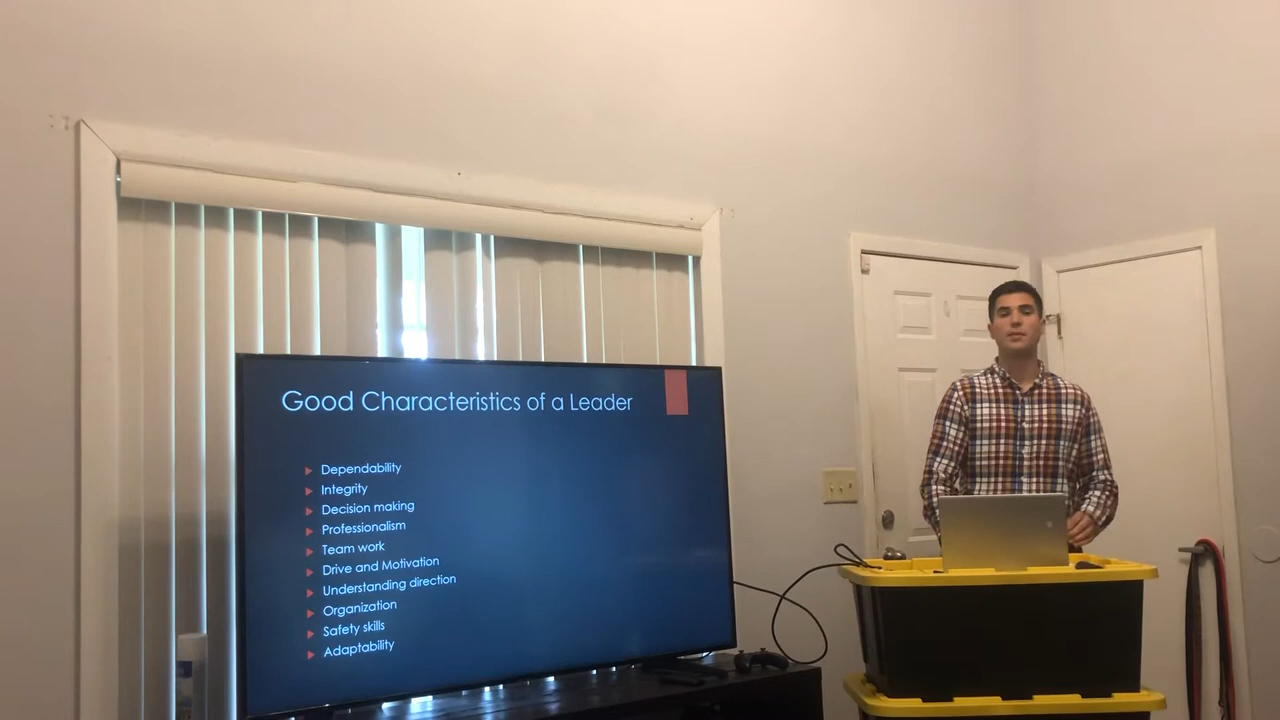 Good Characteristics of a Leader
Dependability
Integrity
Decision making
Professionalism
Team work
Drive and Motivation
Understanding direction
Organization
Safety skills
Adaptability